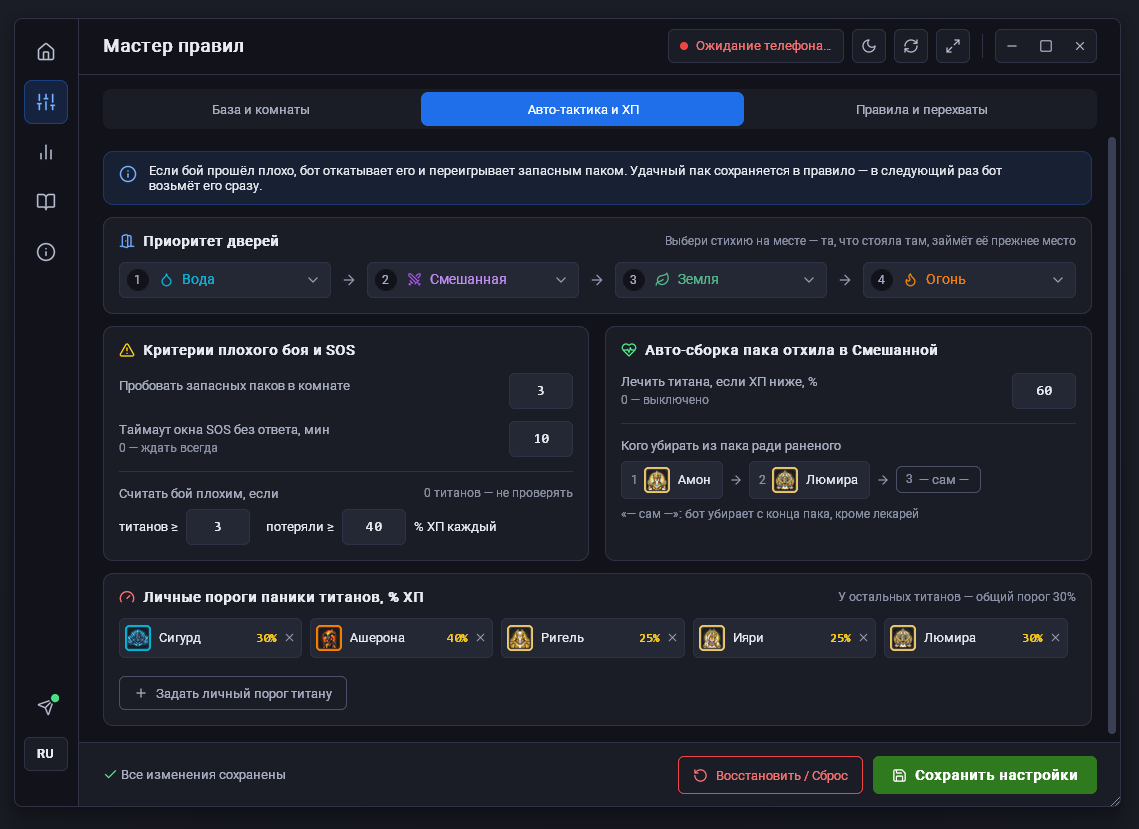 Мастер правил
Ожидание телефона…
База и комнаты
Авто-тактика и ХП
Правила и перехваты
Если бой прошёл плохо, бот откатывает его и переигрывает запасным паком. Удачный пак сохраняется в правило — в следующий раз бот
возьмёт его сразу.
Приоритет дверей
Выбери стихию на месте — та, что стояла там, займёт её прежнее место
1 Вода
2 Смешанная
3 Земля
4 Огонь
Критерии плохого боя и SOS
Пробовать запасных паков в комнате
3
Таймаут окна SOS без ответа, мин
0 — ждать всегда
10
Считать бой плохим, если
0 титанов — не проверять
титанов ≥ 3 потеряли ≥ 40 % ХП каждый
Авто-сборка пака отхила в Смешанной
Лечить титана, если ХП ниже, %
0 — выключено
60
Кого убирать из пака ради раненого
1 Амон
2 Люмира
3 — сам —
«— сам —»: бот убирает с конца пака, кроме лекарей
Личные пороги паники титанов, % ХП
У остальных титанов — общий порог 30%
Сигурд 30%
Ашерона 40%
Ригель 25%
Ияри 25%
Люмира 30%
Задать личный порог титану
RU
Все изменения сохранены
Восстановить / Сброс
Сохранить настройки